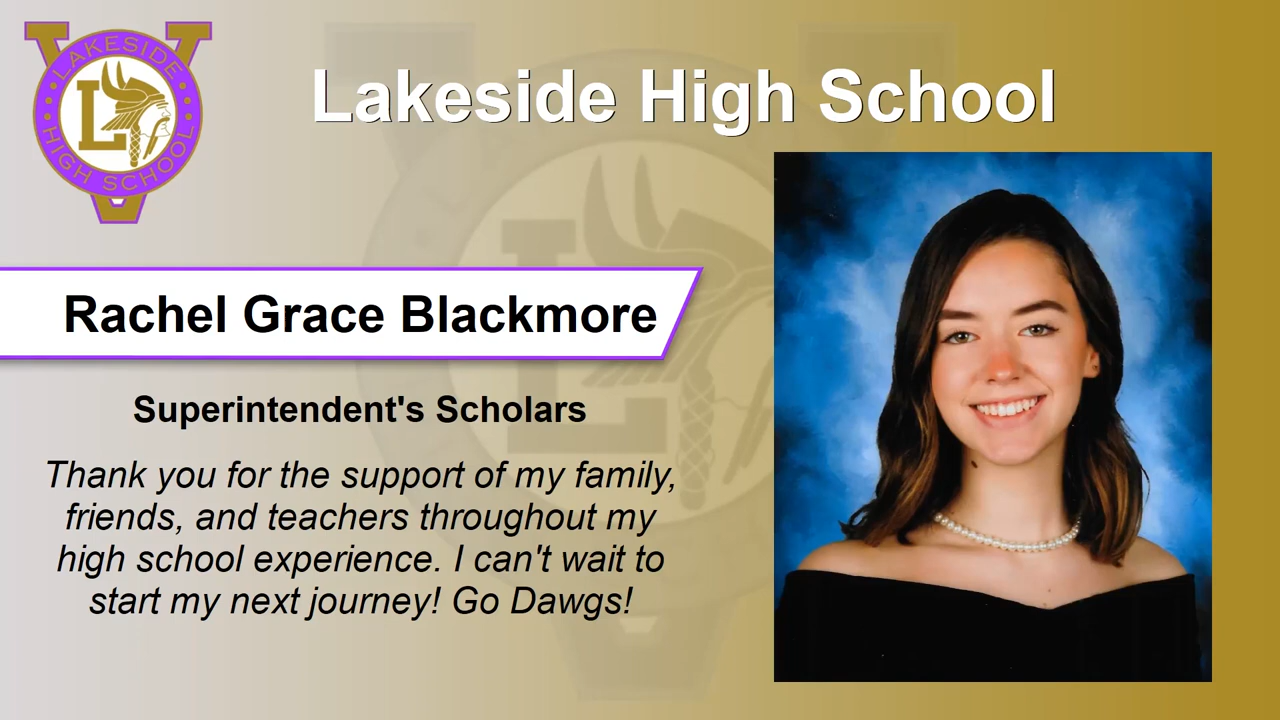 LAKESIDE
L
HIGH SCHOOL
Lakeside High School
Rachel Grace Blackmore
Superintendent's Scholars
Thank you for the support of my family,
friends, and teachers throughout my
high school experience. I can't wait to
start my next journey! Go Dawgs!